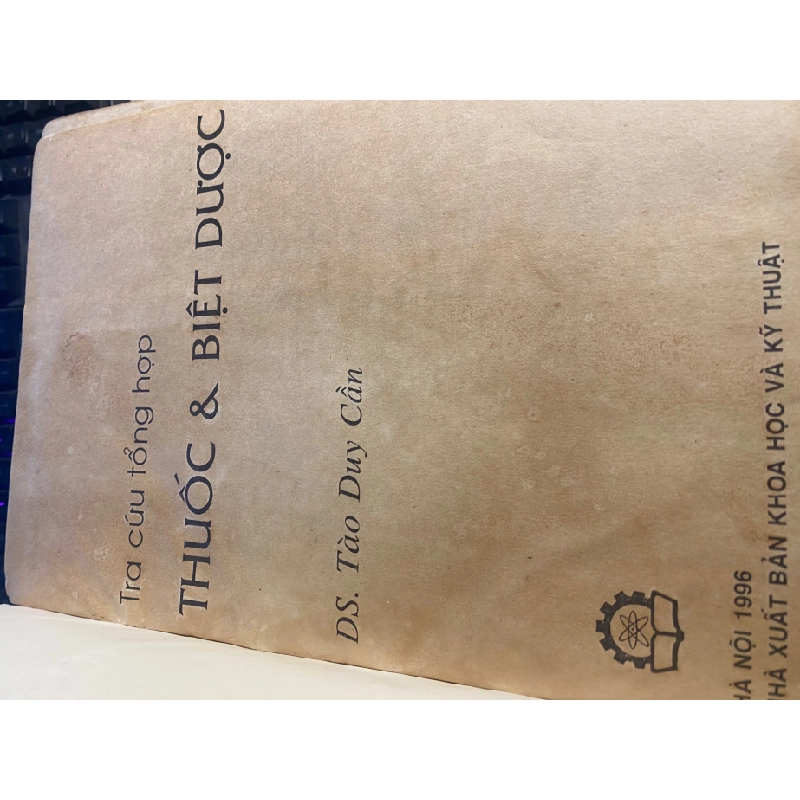 Tra cứu tổng hợp
THUỐC & BIỆT DƯỢC
DS. Tào Duy Cần
HÀ NỘI 1996
NHÀ XUẤT BẢN KHOA HỌC VÀ KỸ THUẬT